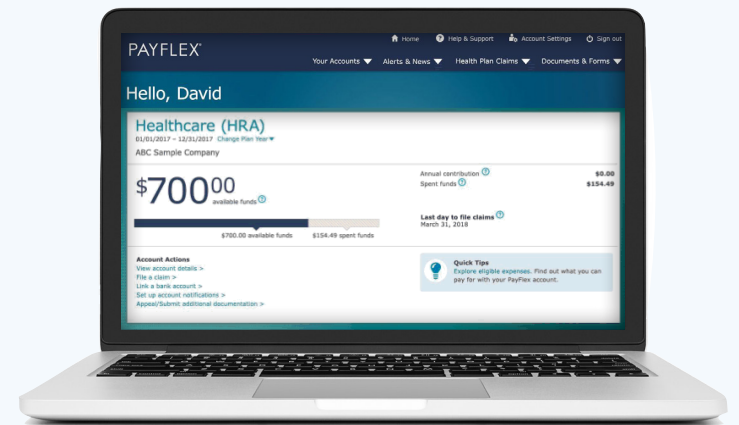 Home Help & Support Account Settings Sign out
PAYFLEX®
Your Accounts Alerts & News Health Plan Claims Documents & Forms
Hello, David
Healthcare (HRA)
01/01/2017 – 12/31/2017 Change Plan Year
ABC Sample Company
$700.00 available funds
$700.00 available funds $154.49 spent funds
Annual contribution $0.00
Spent funds $154.49
Last day to file claims
March 31, 2018
Account Actions
View account details >
File a claim >
Link a bank account >
Set up account notifications >
Appeal/Submit additional documentation >
Quick Tips
Explore eligible expenses. Find out what you can
pay for with your PayFlex account.